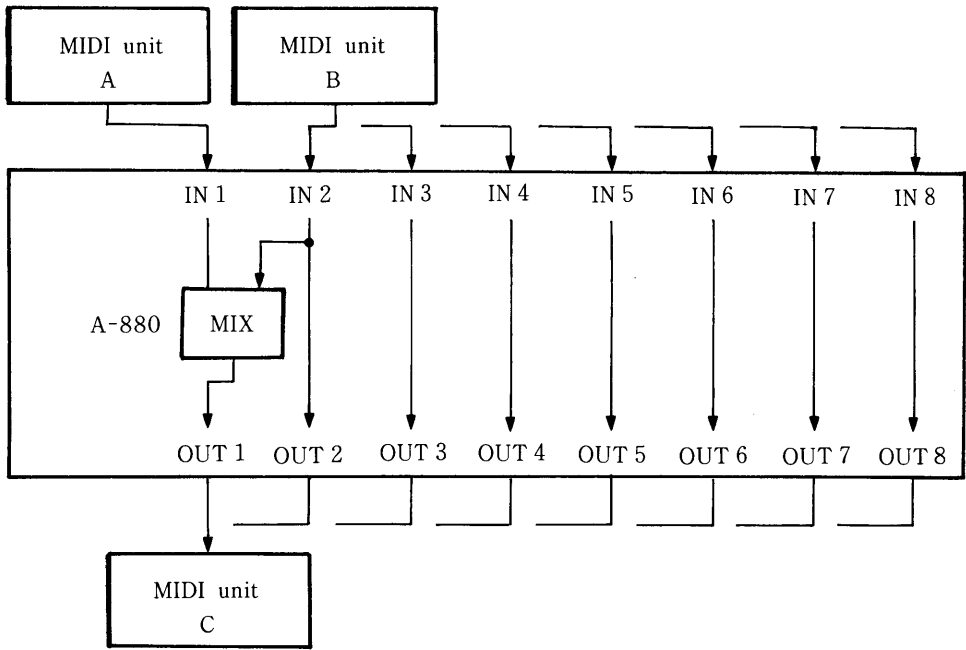 MIDI unit
A
MIDI unit
B
IN 1
IN 2
IN 3
IN 4
IN 5
IN 6
IN 7
IN 8
A-880
MIX
OUT 1
OUT 2
OUT 3
OUT 4
OUT 5
OUT 6
OUT 7
OUT 8
MIDI unit
C